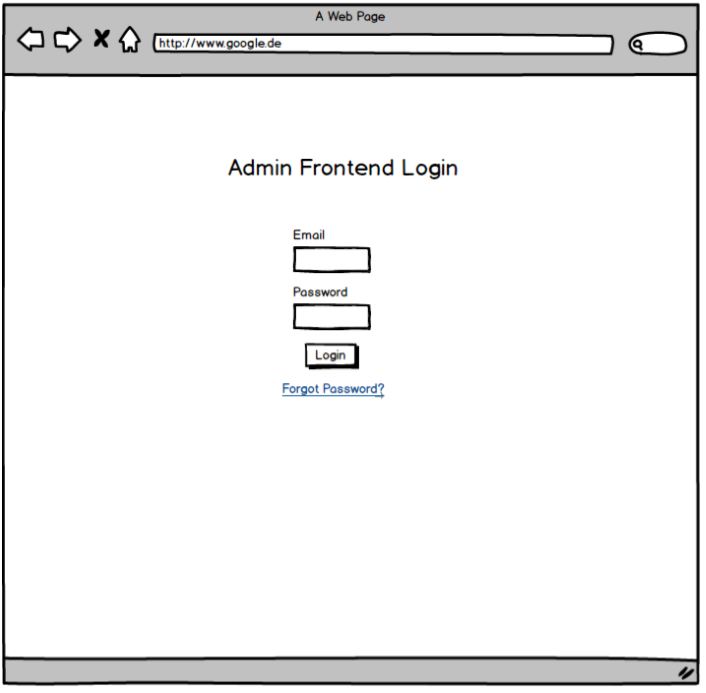 A Web Page
http://www.google.de
Admin Frontend Login
Email
Password
Login
Forgot Password?